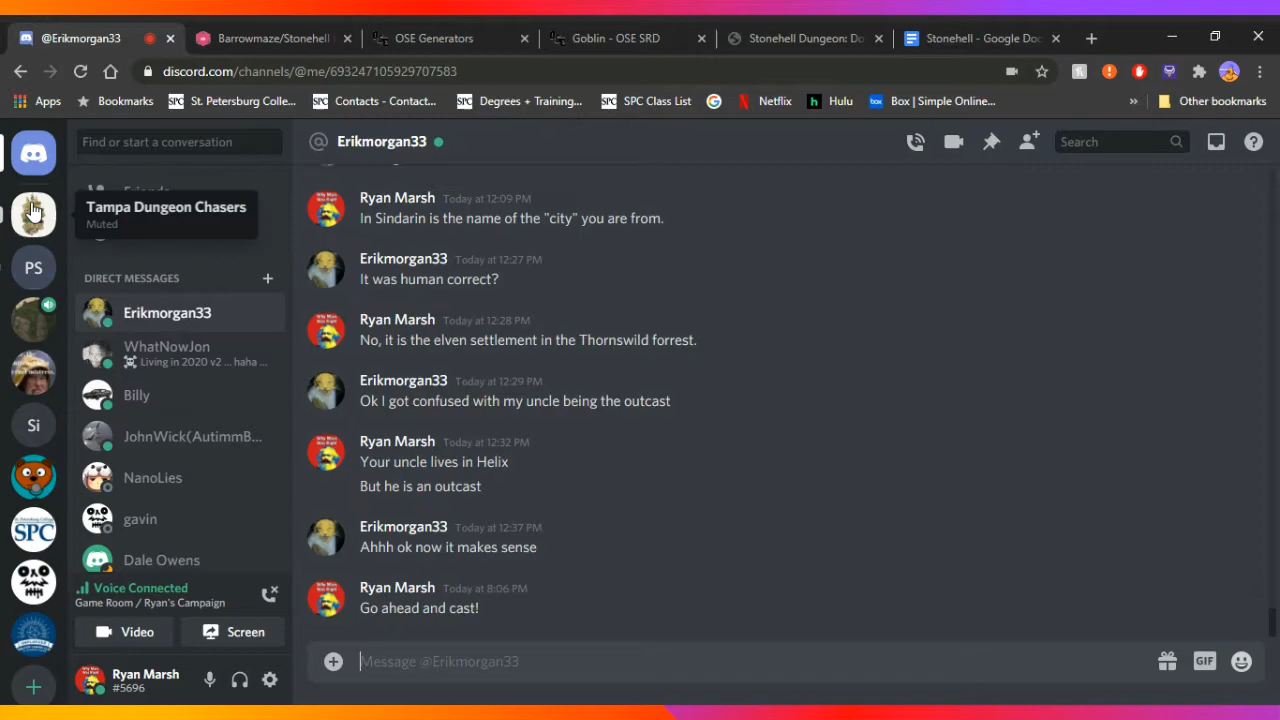 @Erikmorgan33
Barrowmaze/Stonehell
OSE Generators
Goblin - OSE SRD
Stonehell Dungeon: Do
Stonehell - Google Doc
discord.com/channels/@me/693247105929707583
Apps
Bookmarks
SPC St. Petersburg Colle...
SPC Contacts - Contact...
SPC Degrees + Training...
SPC SPC Class List
Netflix
h Hulu
box Box | Simple Online...
»
Other bookmarks
Find or start a conversation
@ Erikmorgan33
Search
Friends
Tampa Dungeon Chasers
Muted
PS
DIRECT MESSAGES
Erikmorgan33
WhatNowJon
Living in 2020 v2 ... haha ...
Billy
JohnWick(AutimmB...
Si
NanoLies
gavin
SPC
Dale Owens
Voice Connected
Game Room / Ryan's Campaign
Video
Screen
Ryan Marsh
#5696
Ryan Marsh Today at 12:09 PM
In Sindarin is the name of the "city" you are from.
Erikmorgan33 Today at 12:27 PM
It was human correct?
Ryan Marsh Today at 12:28 PM
No, it is the elven settlement in the Thornswild forrest.
Erikmorgan33 Today at 12:29 PM
Ok I got confused with my uncle being the outcast
Ryan Marsh Today at 12:32 PM
Your uncle lives in Helix
But he is an outcast
Erikmorgan33 Today at 12:37 PM
Ahhh ok now it makes sense
Ryan Marsh Today at 8:06 PM
Go ahead and cast!
Message @Erikmorgan33
GIF